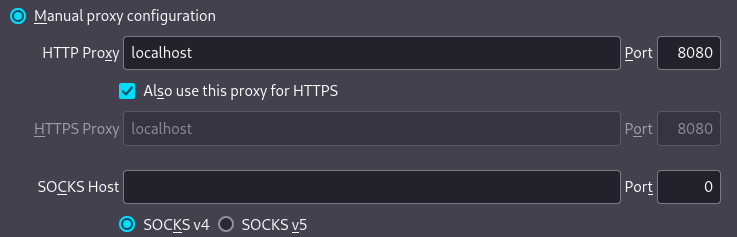 Manual proxy configuration
HTTP Proxy localhost Port 8080
Also use this proxy for HTTPS
HTTPS Proxy localhost Port 8080
SOCKS Host Port 0
SOCKS v4 SOCKS v5